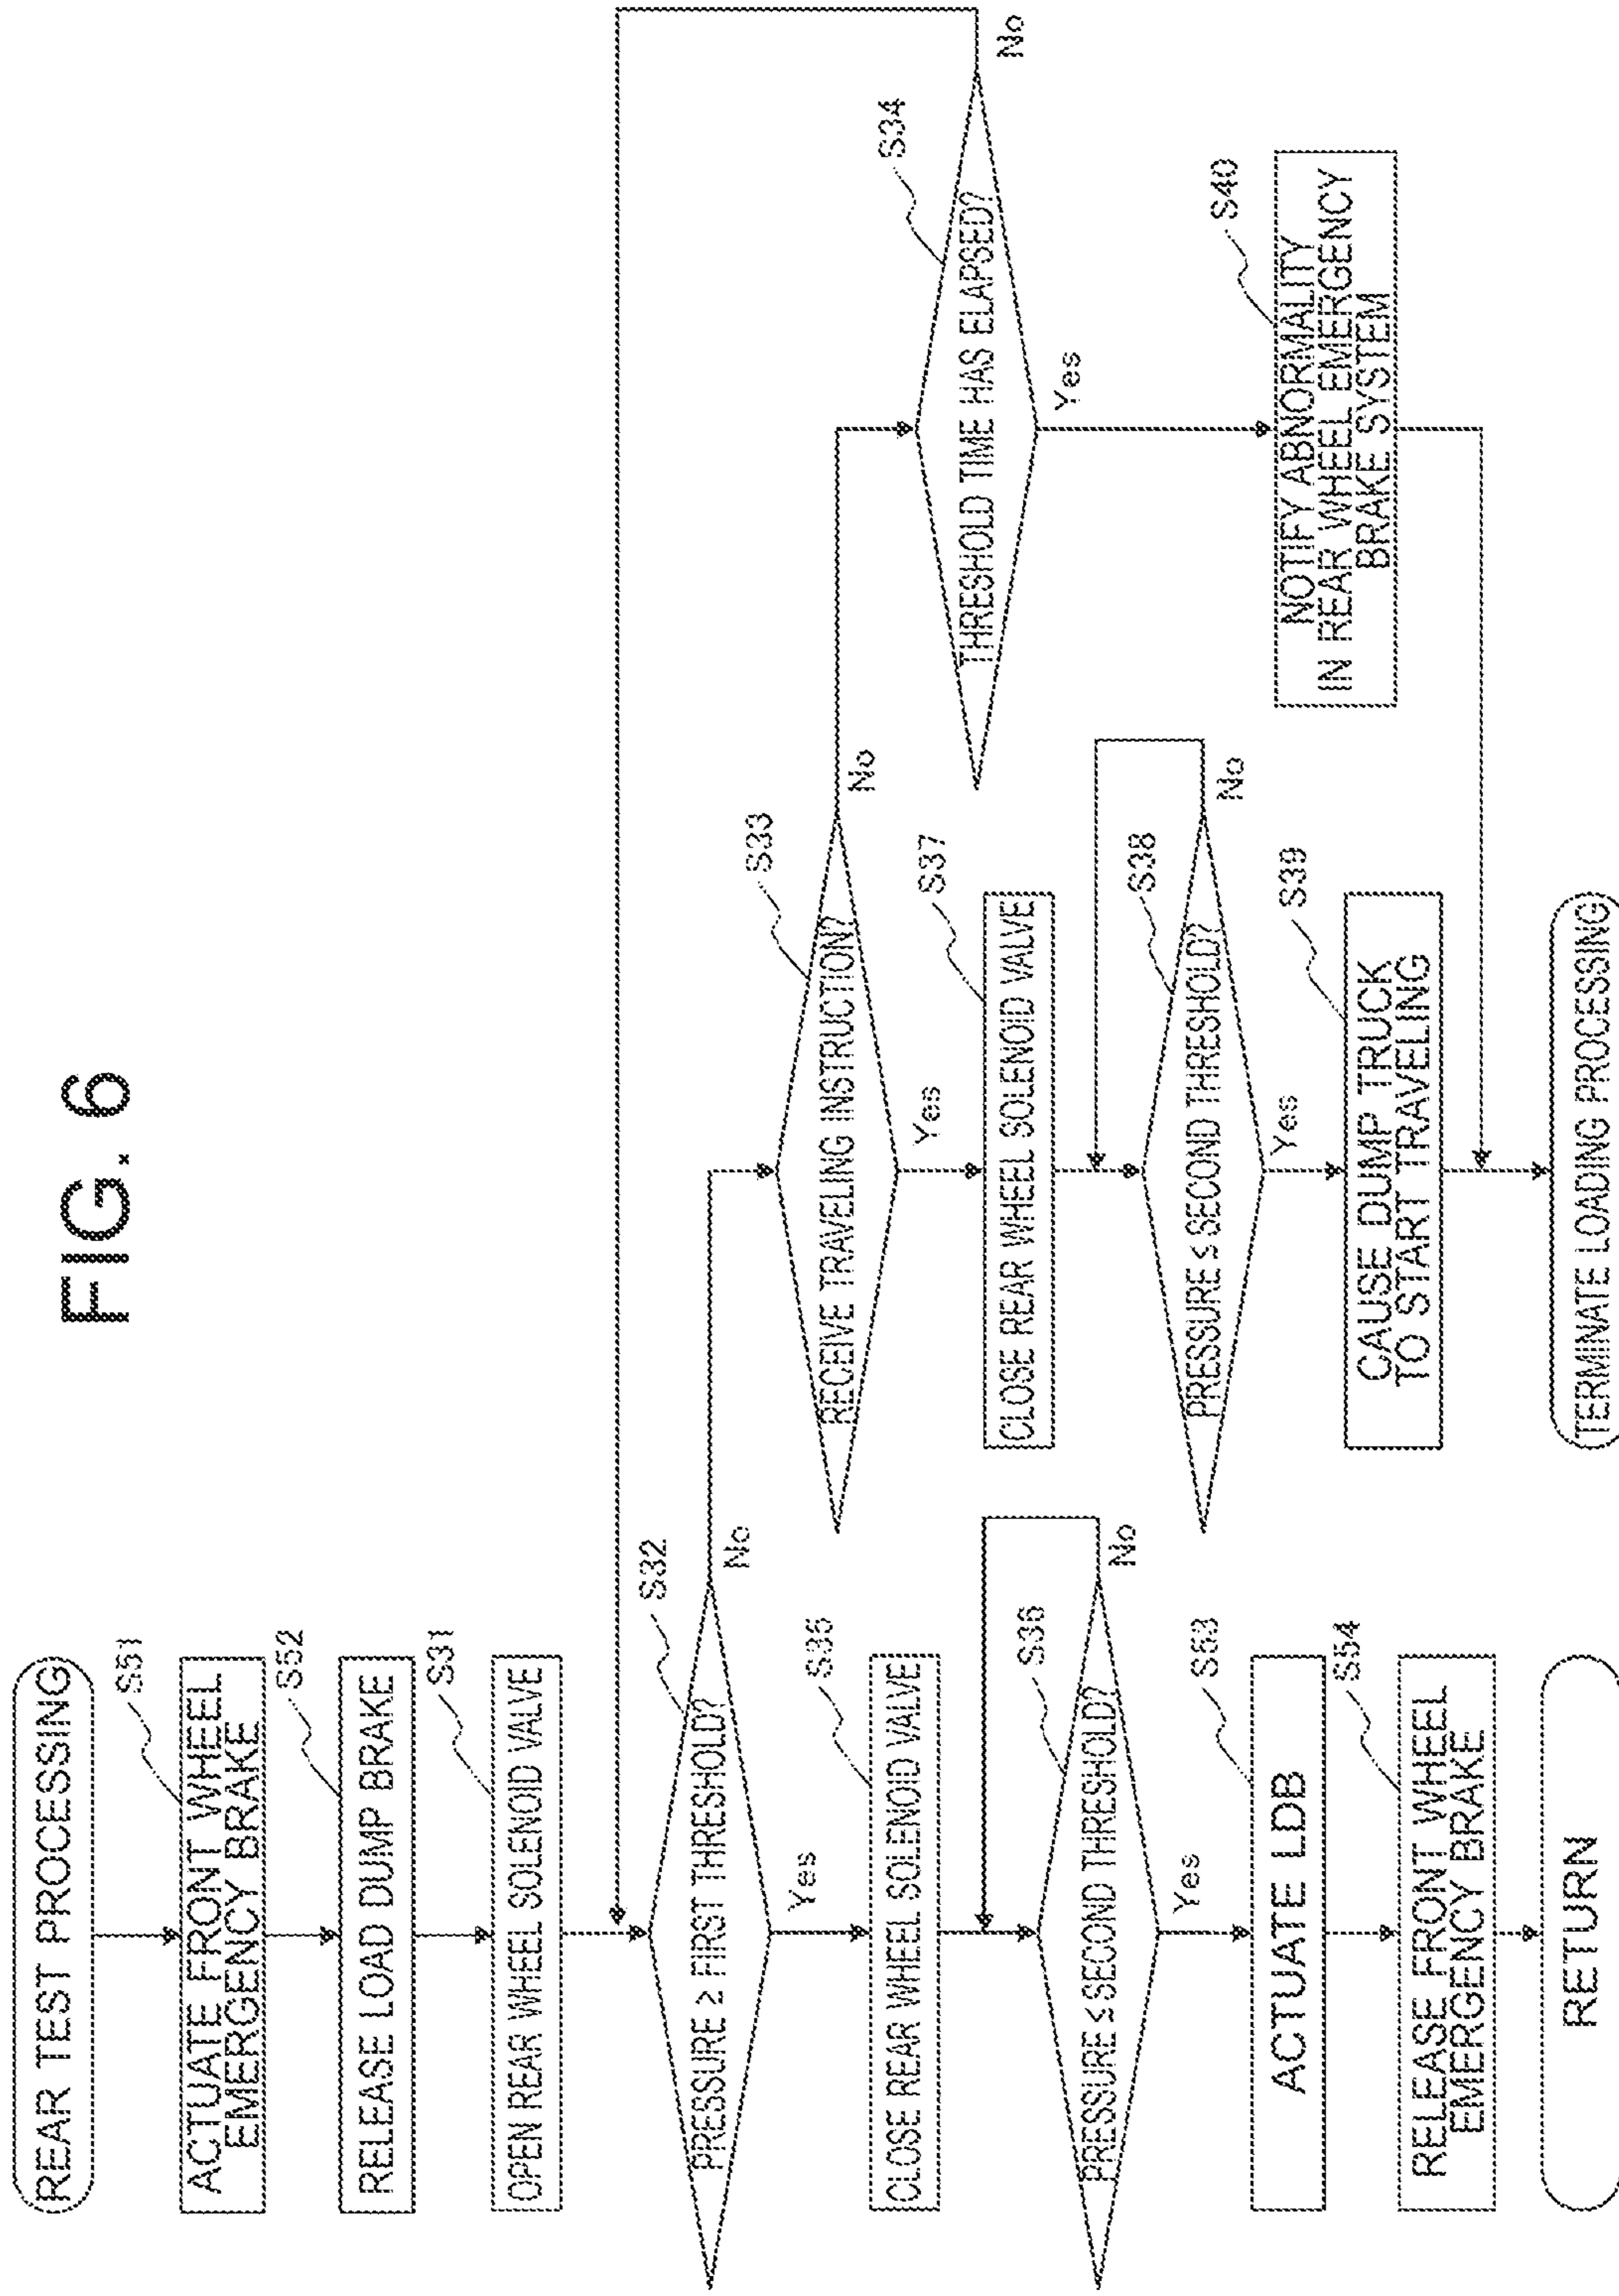 FIG. 6
REAR TEST PROCESSING
S51
ACTUATE FRONT WHEEL
EMERGENCY BRAKE
S52
RELEASE LOAD DUMP BRAKE
S31
OPEN REAR WHEEL SOLENOID VALVE
S32
PRESSURE ≥ FIRST THRESHOLD?
No
Yes
S35
CLOSE REAR WHEEL SOLENOID VALVE
S36
PRESSURE ≤ SECOND THRESHOLD?
No
Yes
S53
ACTUATE LDB
S54
RELEASE FRONT WHEEL
EMERGENCY BRAKE
RETURN
S33
RECEIVE TRAVELING INSTRUCTION?
No
Yes
S37
CLOSE REAR WHEEL SOLENOID VALVE
S38
PRESSURE ≤ SECOND THRESHOLD?
No
Yes
S39
CAUSE DUMP TRUCK
TO START TRAVELING
TERMINATE LOADING PROCESSING
S34
THRESHOLD TIME HAS ELAPSED?
No
Yes
S40
NOTIFY ABNORMALITY
IN REAR WHEEL EMERGENCY
BRAKE SYSTEM